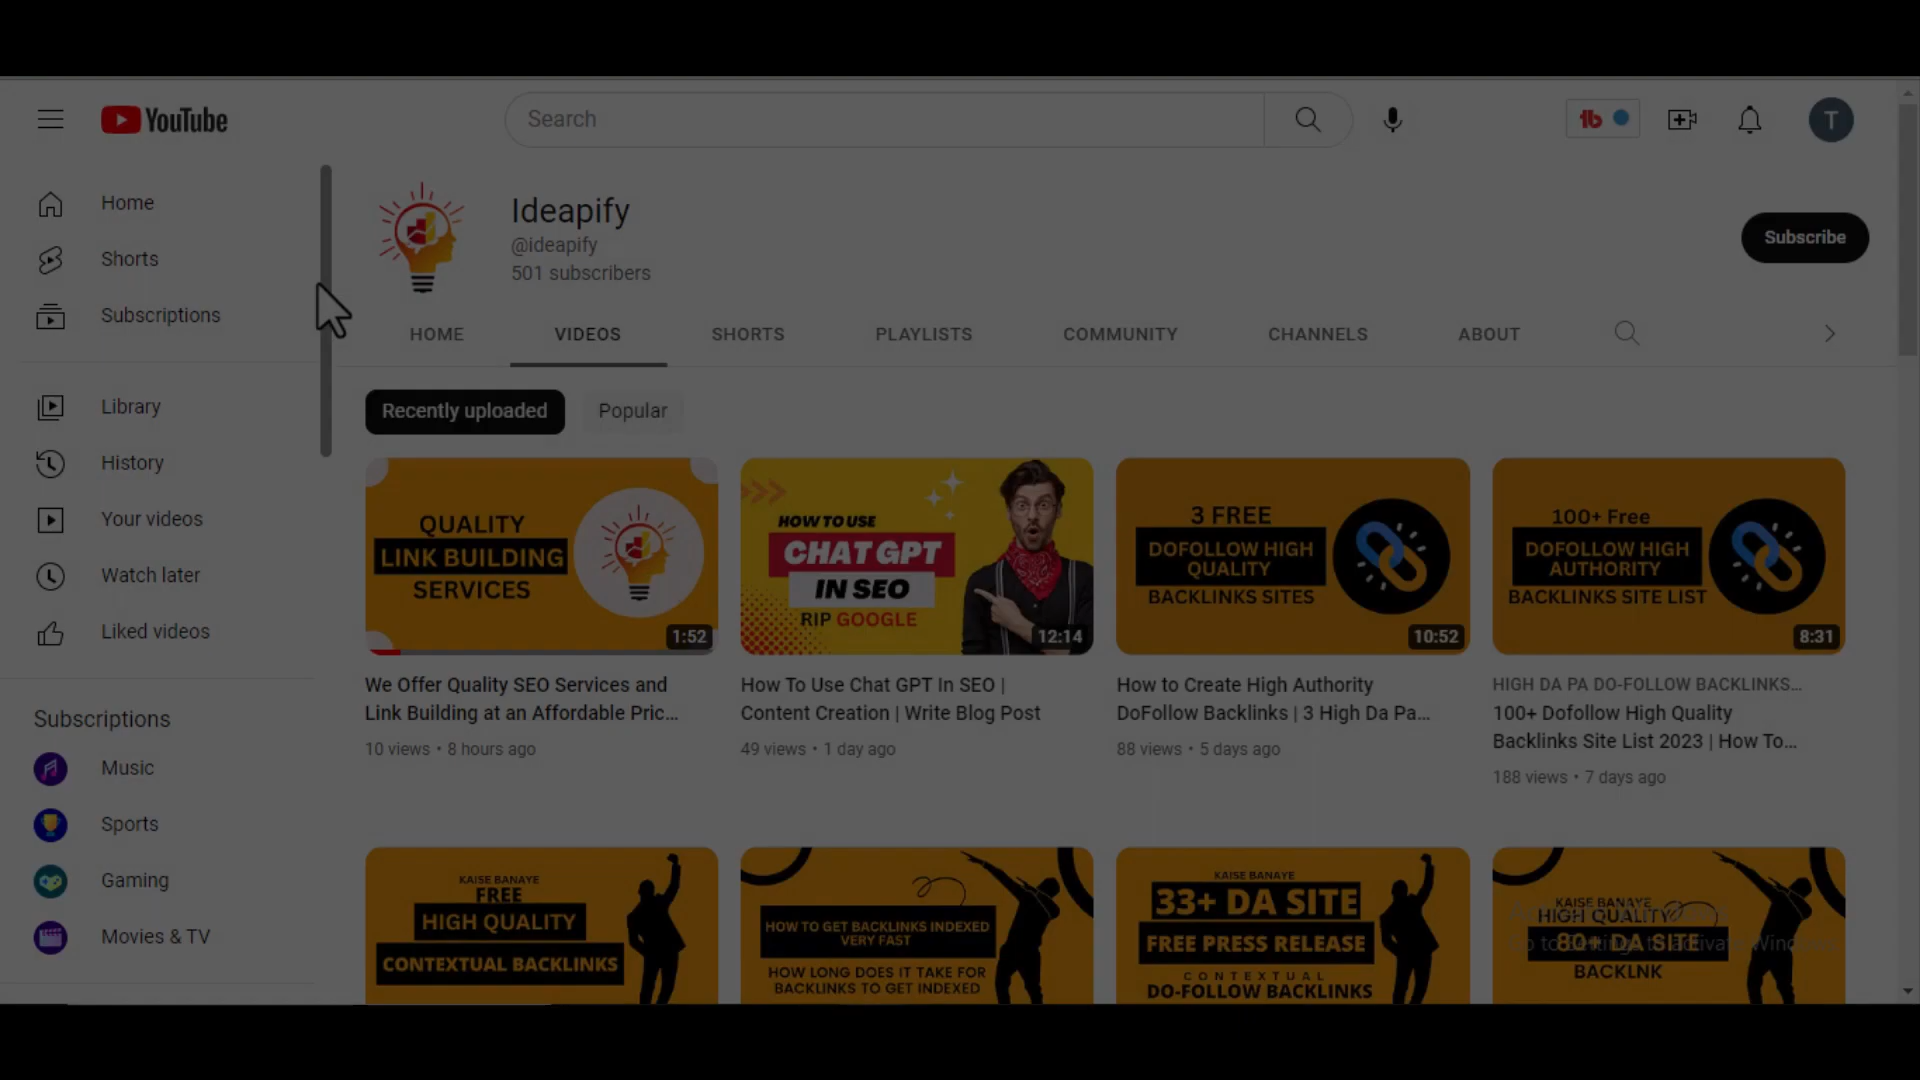 YouTube
Search
T
Home
Shorts
Subscriptions
Library
History
Your videos
Watch later
Liked videos
Subscriptions
Music
Sports
Gaming
Movies & TV
Ideapify
@ideapify
501 subscribers
Subscribe
HOME
VIDEOS
SHORTS
PLAYLISTS
COMMUNITY
CHANNELS
ABOUT
Recently uploaded
Popular
QUALITY
LINK BUILDING
SERVICES
1:52
We Offer Quality SEO Services and
Link Building at an Affordable Pric...
10 views • 8 hours ago
HOW TO USE
CHAT GPT
IN SEO
RIP GOOGLE
12:14
How To Use Chat GPT In SEO |
Content Creation | Write Blog Post
49 views • 1 day ago
3 FREE
DOFOLLOW HIGH
QUALITY
BACKLINKS SITES
10:52
How to Create High Authority
DoFollow Backlinks | 3 High Da Pa...
88 views • 5 days ago
100+ Free
DOFOLLOW HIGH
AUTHORITY
BACKLINKS SITE LIST
8:31
HIGH DA PA DO-FOLLOW BACKLINKS...
100+ Dofollow High Quality
Backlinks Site List 2023 | How To...
188 views • 7 days ago
KAISE BANAYE
FREE
HIGH QUALITY
CONTEXTUAL BACKLINKS
HOW TO GET BACKLINKS INDEXED
VERY FAST
HOW LONG DOES IT TAKE FOR
BACKLINKS TO GET INDEXED
KAISE BANAYE
33+ DA SITE
FREE PRESS RELEASE
CONTEXTUAL
DO-FOLLOW BACKLINKS
KAISE BANAYE
HIGH QUALITY
80+ DA SITE
BACKLNK